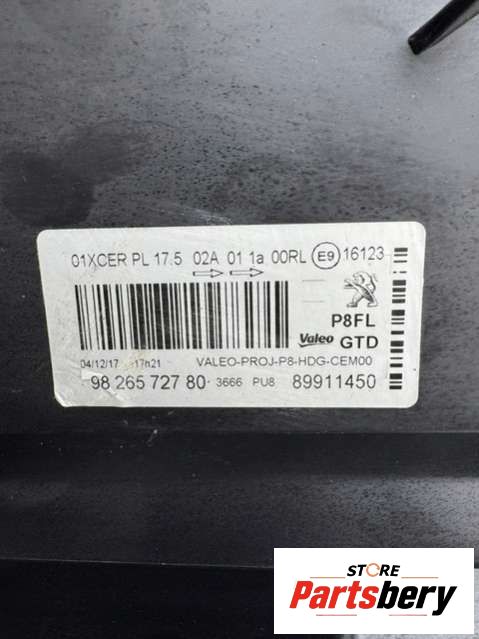 01XCER PL 17.5 02A 01 1a 00RL E9 16123
P8FL
Valeo GTD
04/12/17 17h21 VALEO-PROJ-P8-HDG-CEM00
98 265 727 80 3666 PU8 89911450
STORE
Partsbery